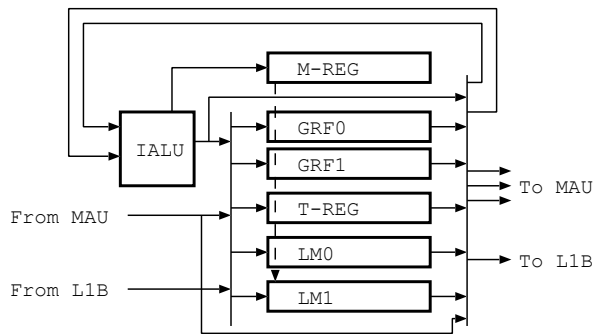 M-REG
GRF0
IALU
GRF1
To MAU
From MAU
T-REG
LM0
To L1B
From L1B
LM1